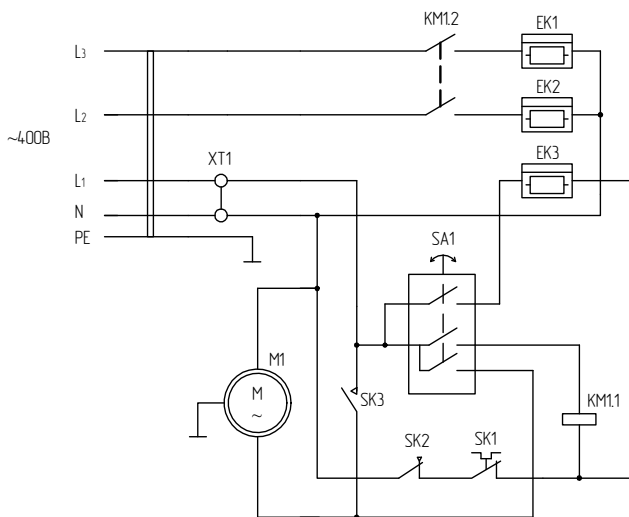 KM1.2
EK1
L3
EK2
L2
~400В
EK3
XT1
L1
N
SA1
PE
M1
M
~
SK3
KM1.1
SK2
SK1